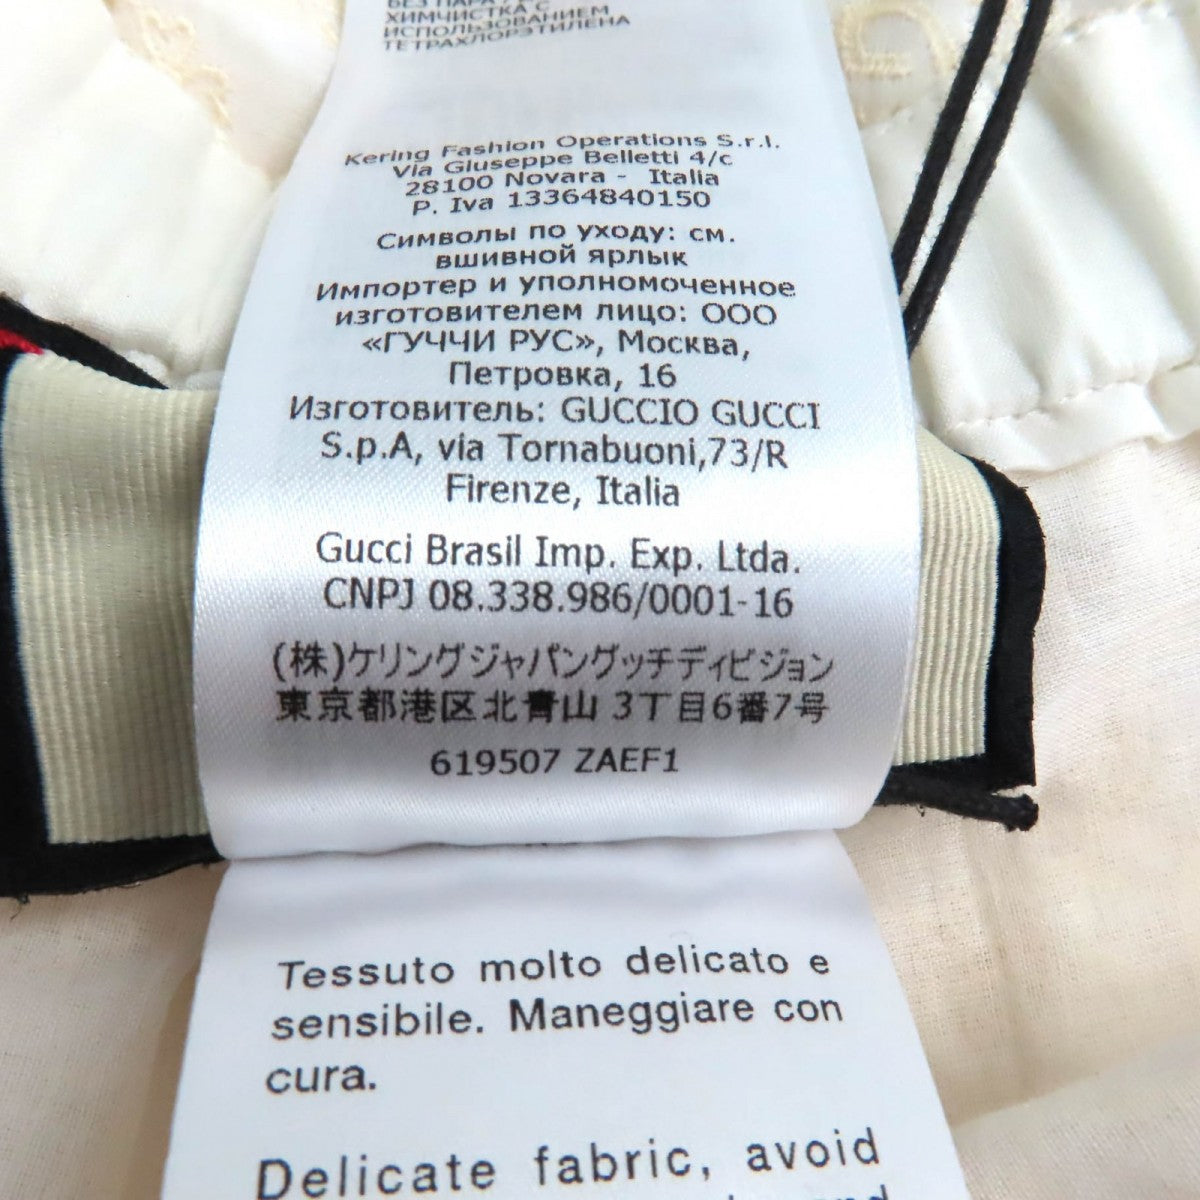 БЕЗ ПАРА
ХИМЧИСТКА С
ИСПОЛЬЗОВАНИЕМ
ТЕТРАХЛОРЭТИЛЕНА
Kering Fashion Operations S.r.l.
Via Giuseppe Belletti 4/c
28100 Novara - Italia
P. Iva 13364840150
Символы по уходу: см.
вшивной ярлык
Импортер и уполномоченное
изготовителем лицо: ООО
«ГУЧЧИ РУС», Москва,
Петровка, 16
Изготовитель: GUCCIO GUCCI
S.p.A, via Tornabuoni,73/R
Firenze, Italia
Gucci Brasil Imp. Exp. Ltda.
CNPJ 08.338.986/0001-16
(株)ケリングジャパングッチディビジョン
東京都港区北青山 3丁目6番7号
619507 ZAEF1
Tessuto molto delicato e
sensibile. Maneggiare con
cura.
Delicate fabric, avoid
and